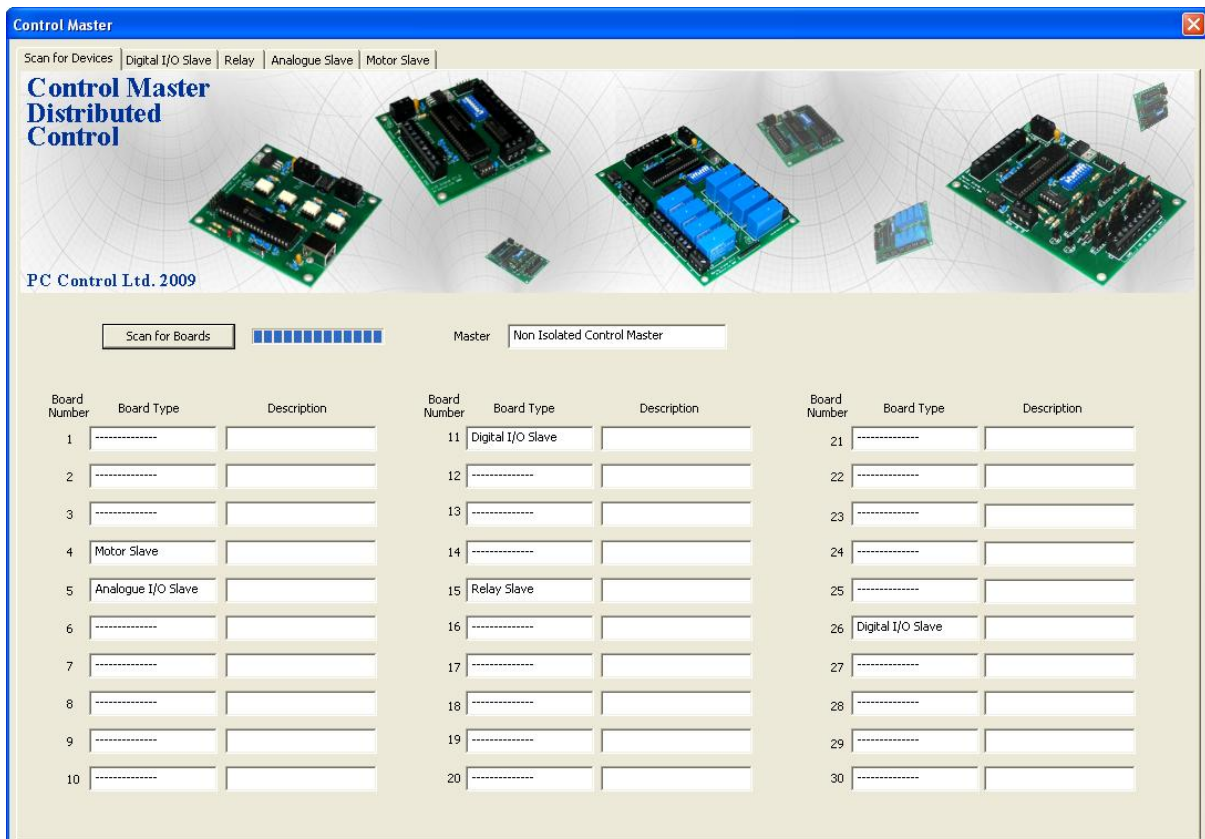 Control Master
Scan for Devices Digital I/O Slave Relay Analogue Slave Motor Slave
Control Master
Distributed
Control
PC Control Ltd. 2009
Scan for Boards Master Non Isolated Control Master
Board Number Board Type Description
1 --------------
2 --------------
3 --------------
4 Motor Slave
5 Analogue I/O Slave
6 --------------
7 --------------
8 --------------
9 --------------
10 --------------
Board Number Board Type Description
11 Digital I/O Slave
12 --------------
13 --------------
14 --------------
15 Relay Slave
16 --------------
17 --------------
18 --------------
19 --------------
20 --------------
Board Number Board Type Description
21 --------------
22 --------------
23 --------------
24 --------------
25 --------------
26 Digital I/O Slave
27 --------------
28 --------------
29 --------------
30 --------------